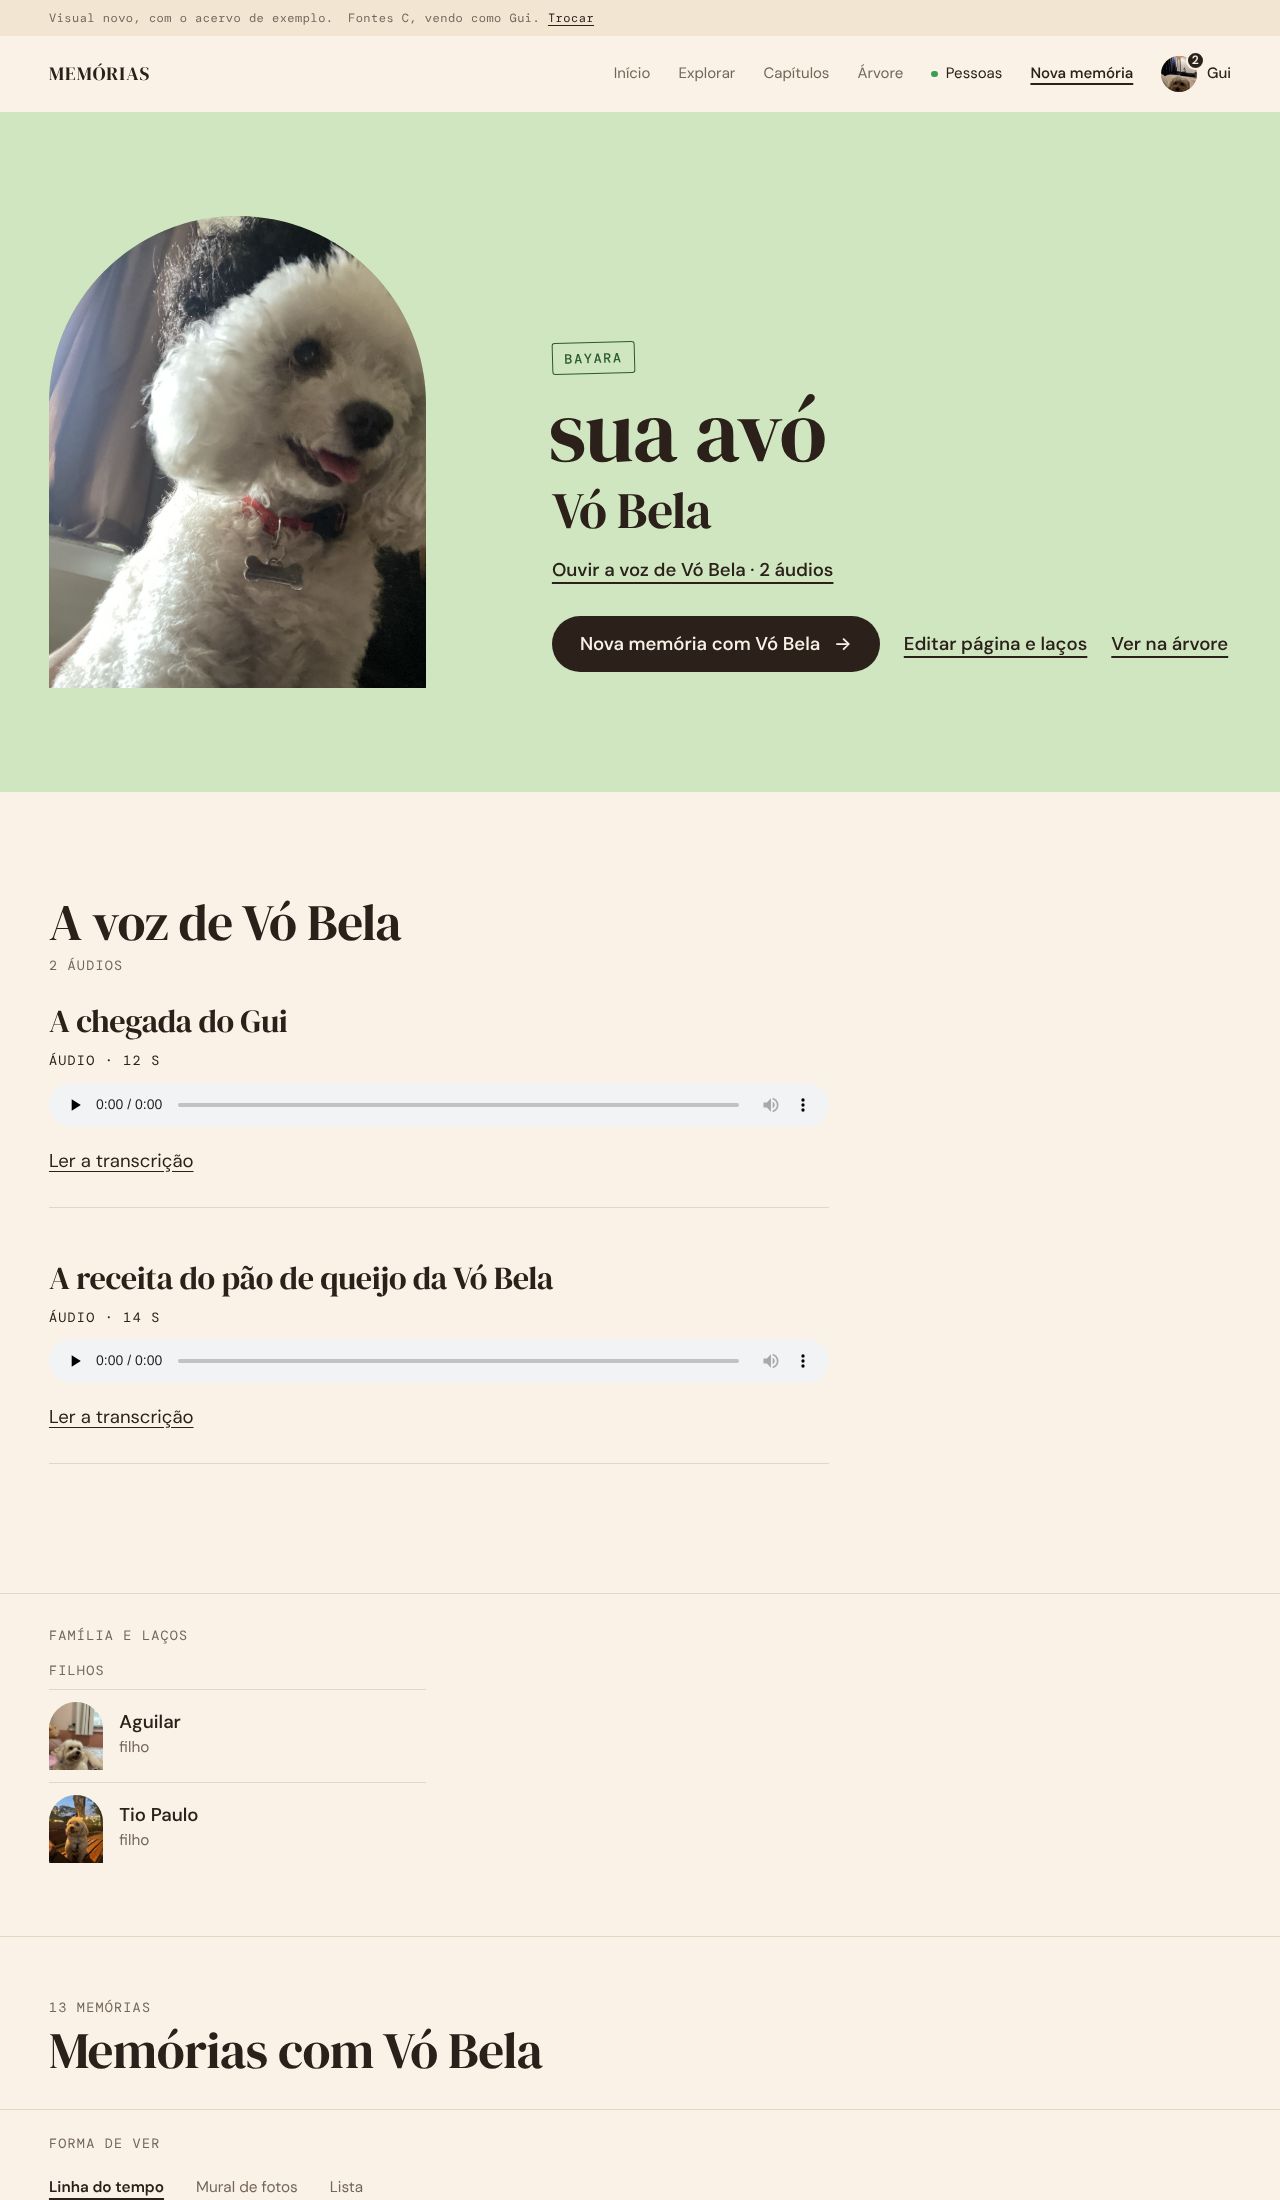 Visual novo, com o acervo de exemplo. Fontes C, vendo como Gui. Trocar
MEMÓRIAS
Início Explorar Capítulos Árvore Pessoas Nova memória 2 Gui
BAYARA
sua avó
Vó Bela
Ouvir a voz de Vó Bela · 2 áudios
Nova memória com Vó Bela → Editar página e laços Ver na árvore
A voz de Vó Bela
2 ÁUDIOS
A chegada do Gui
ÁUDIO · 12 S
0:00 / 0:00
Ler a transcrição
A receita do pão de queijo da Vó Bela
ÁUDIO · 14 S
0:00 / 0:00
Ler a transcrição
FAMÍLIA E LAÇOS
FILHOS
Aguilar
filho
Tio Paulo
filho
13 MEMÓRIAS
Memórias com Vó Bela
FORMA DE VER
Linha do tempo Mural de fotos Lista